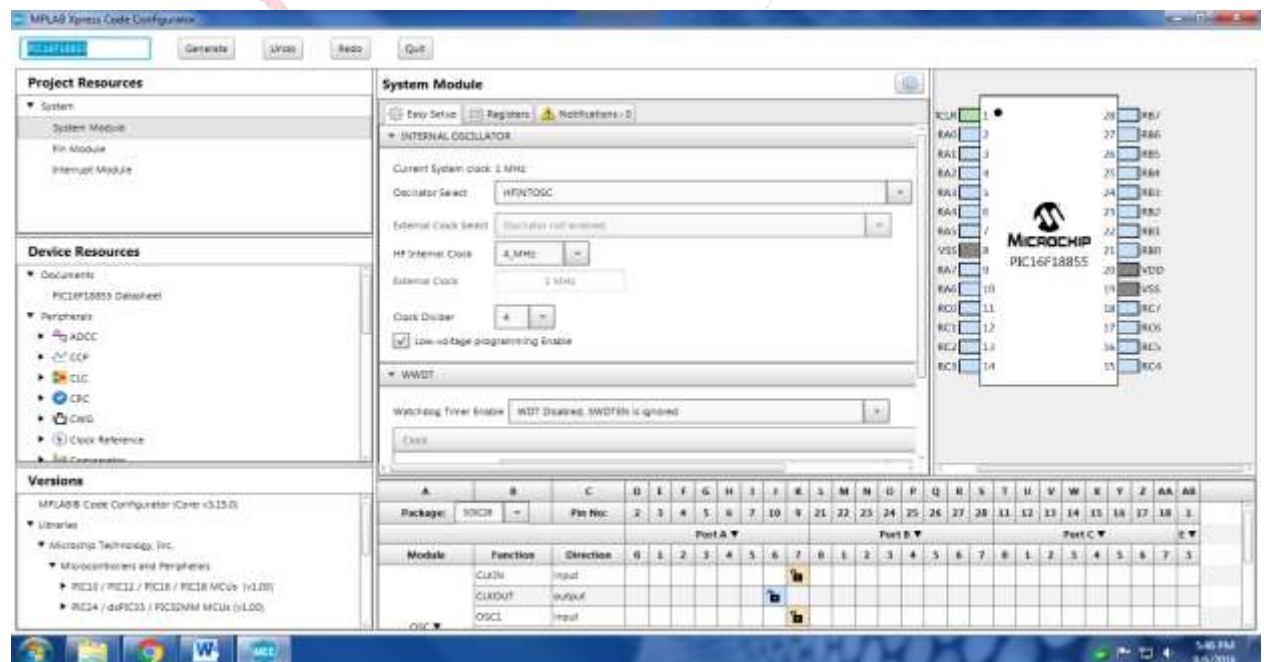 MPLAB Xpress Code Configurator
PIC16F18855 Generate Undo Redo Quit
Project Resources
▼ System
System Module
Pin Module
Interrupt Module
Device Resources
▼ Documents
PIC16F18855 Datasheet
▼ Peripherals
ADCC
CCP
CLC
CRC
CWG
Clock Reference
Versions
MPLAB® Code Configurator (Core) v3.15.0)
▼ Libraries
▼ Microchip Technology, Inc.
▼ Microcontrollers and Peripherals
PIC10 / PIC12 / PIC16 / PIC18 MCUs (v1.00)
PIC24 / dsPIC33 / PIC32MM MCUs (v1.00)
System Module
Easy Setup Registers Notifications : 0
▼ INTERNAL OSCILLATOR
Current System clock 1 MHz
Oscillator Select HFINTOSC
External Clock Select Oscillator not enabled
HF Internal Clock 4_MHz
External Clock 1 MHz
Clock Divider 4
Low-voltage programming Enable
▼ WWDT
Watchdog Timer Enable WDT Disabled, SWDTEN is ignored
Clock
1 28 RB7
RA0 2 27 RB6
RA1 3 26 RB5
RA2 4 25 RB4
RA3 5 24 RB3
RA4 6 23 RB2
RA5 7 22 RB1
VSS 8 21 RB0
RA7 9 20 VDD
RA6 10 19 VSS
RC0 11 18 RC7
RC1 12 17 RC6
RC2 13 16 RC5
RC3 14 15 RC4
MICROCHIP
PIC16F18855
A B C D E F G H I J K L M N O P Q R S T U V W X Y Z AA AB
Package: SOIC28 Pin No: 2 3 4 5 6 7 10 9 21 22 23 24 25 26 27 28 11 12 13 14 15 16 17 18 1
Port A ▼ Port B ▼ Port C ▼ E ▼
Module Function Direction 0 1 2 3 4 5 6 7 0 1 2 3 4 5 6 7 0 1 2 3 4 5 6 7 3
CLKIN input
CLKOUT output
OSC1 input
OSC ▼
MCC
5:46 PM